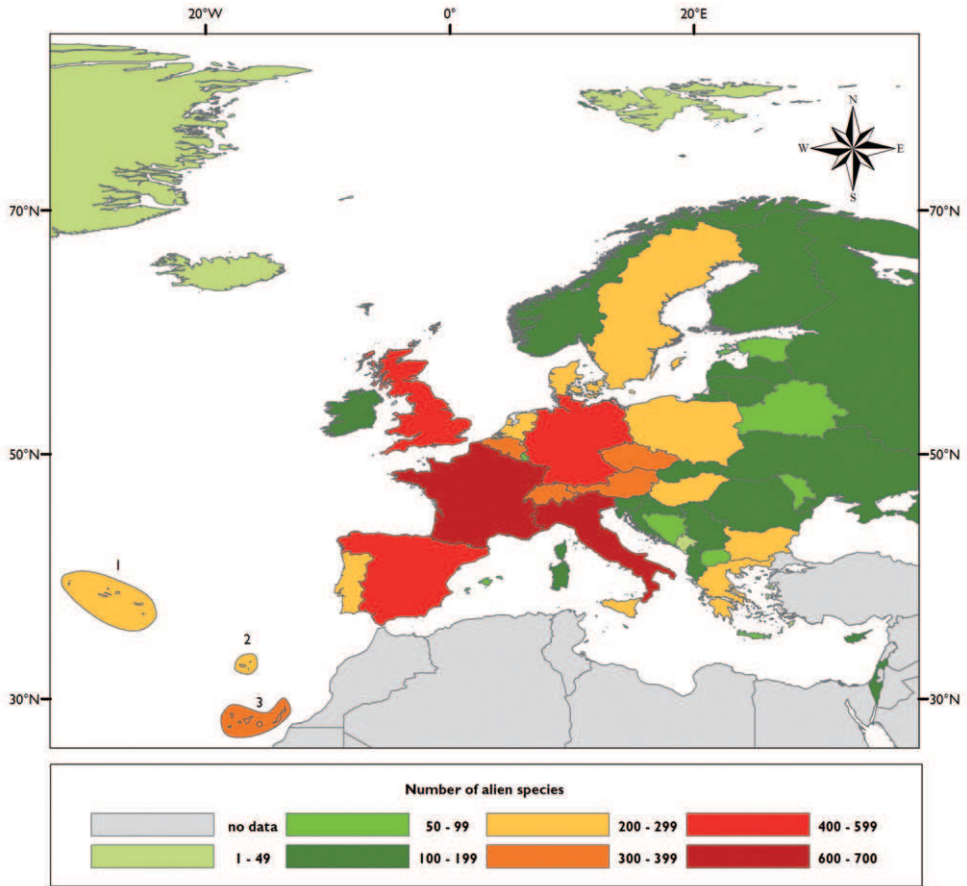 20°W 0° 20°E
N
W E
S
70°N 70°N
50°N 50°N
1
2
3
30°N 30°N
Number of alien species
no data 50 - 99 200 - 299 400 - 599
1 - 49 100 - 199 300 - 399 600 - 700